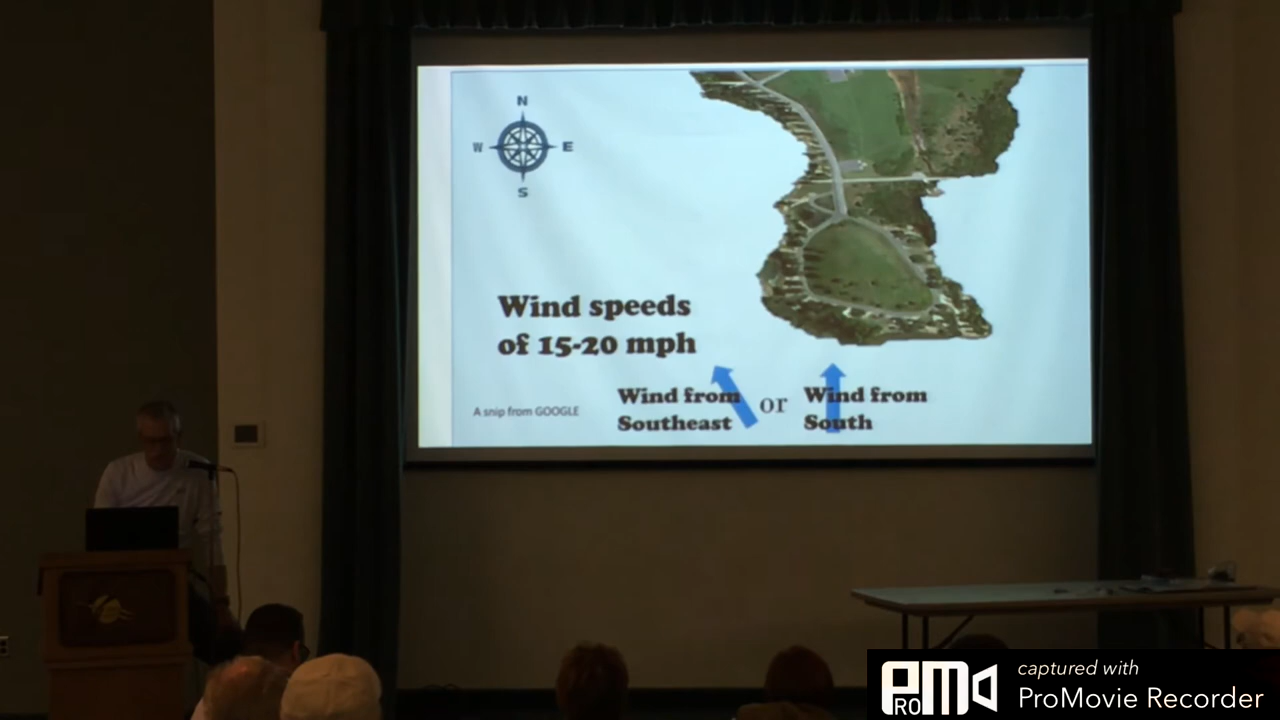 N
W E
S
Wind speeds
of 15-20 mph
Wind from
Southeast
or
Wind from
South
A snip from GOOGLE
PRO M
captured with
ProMovie Recorder